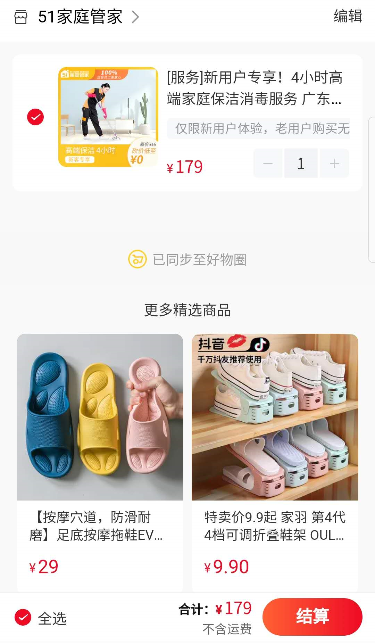 51家庭管家
编辑
[服务]新用户专享！4小时高
端家庭保洁消毒服务 广东...
仅限新用户体验，老用户购买无
¥179
1
100%
高端保洁 4小时
¥0
已同步至好物圈
更多精选商品
抖音
千万抖友推荐使用
【按摩穴道，防滑耐
磨】足底按摩拖鞋EV...
¥29
特卖价9.9起 家羽 第4代
4档可调折叠鞋架 OUL...
¥9.90
全选
合计：¥179
不含运费
结算